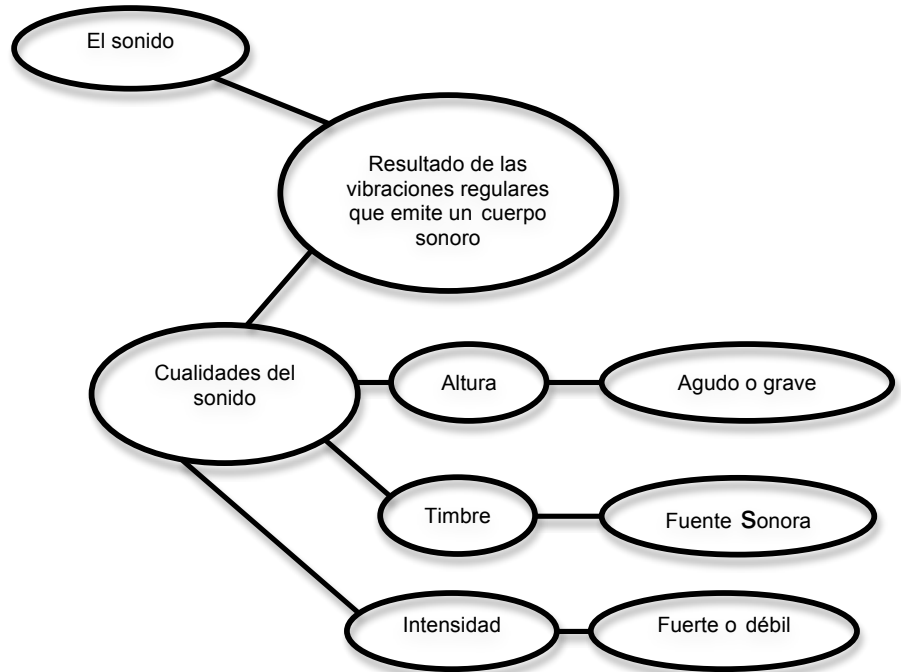 El sonido
Resultado de las
vibraciones regulares
que emite un cuerpo
sonoro
Cualidades del
sonido
Altura
Agudo o grave
Timbre
Fuente Sonora
Intensidad
Fuerte o débil